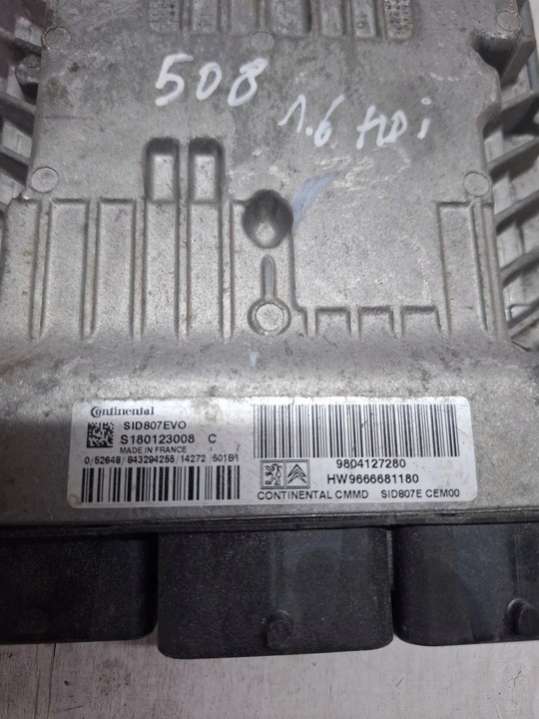 508
1.6 HDi
Continental
SID807EVO
S180123008 C
MADE IN FRANCE
0/52648/943294255/14272 501B1
9804127280
HW9666681180
CONTINENTAL CMMD SID807E CEM00